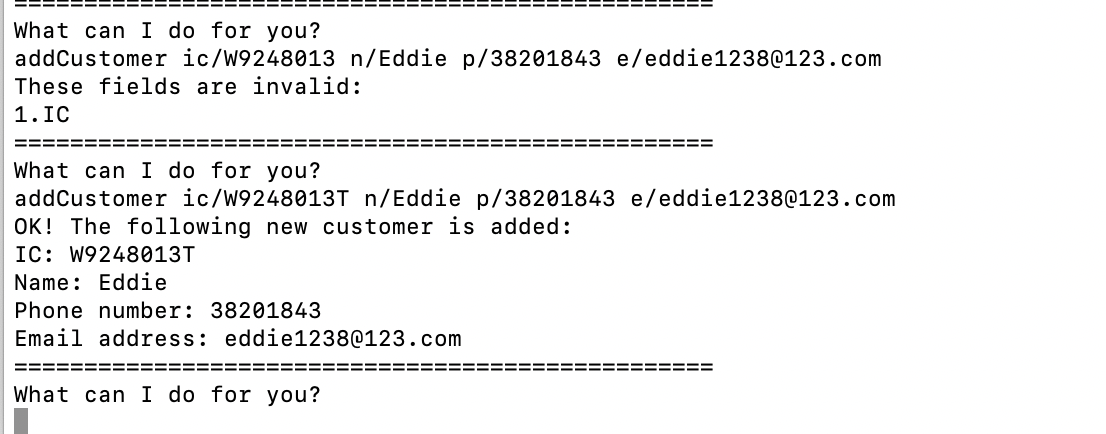 ==================================================
What can I do for you?
addCustomer ic/W9248013 n/Eddie p/38201843 e/eddie1238@123.com
These fields are invalid:
1.IC
==================================================
What can I do for you?
addCustomer ic/W9248013T n/Eddie p/38201843 e/eddie1238@123.com
OK! The following new customer is added:
IC: W9248013T
Name: Eddie
Phone number: 38201843
Email address: eddie1238@123.com
==================================================
What can I do for you?